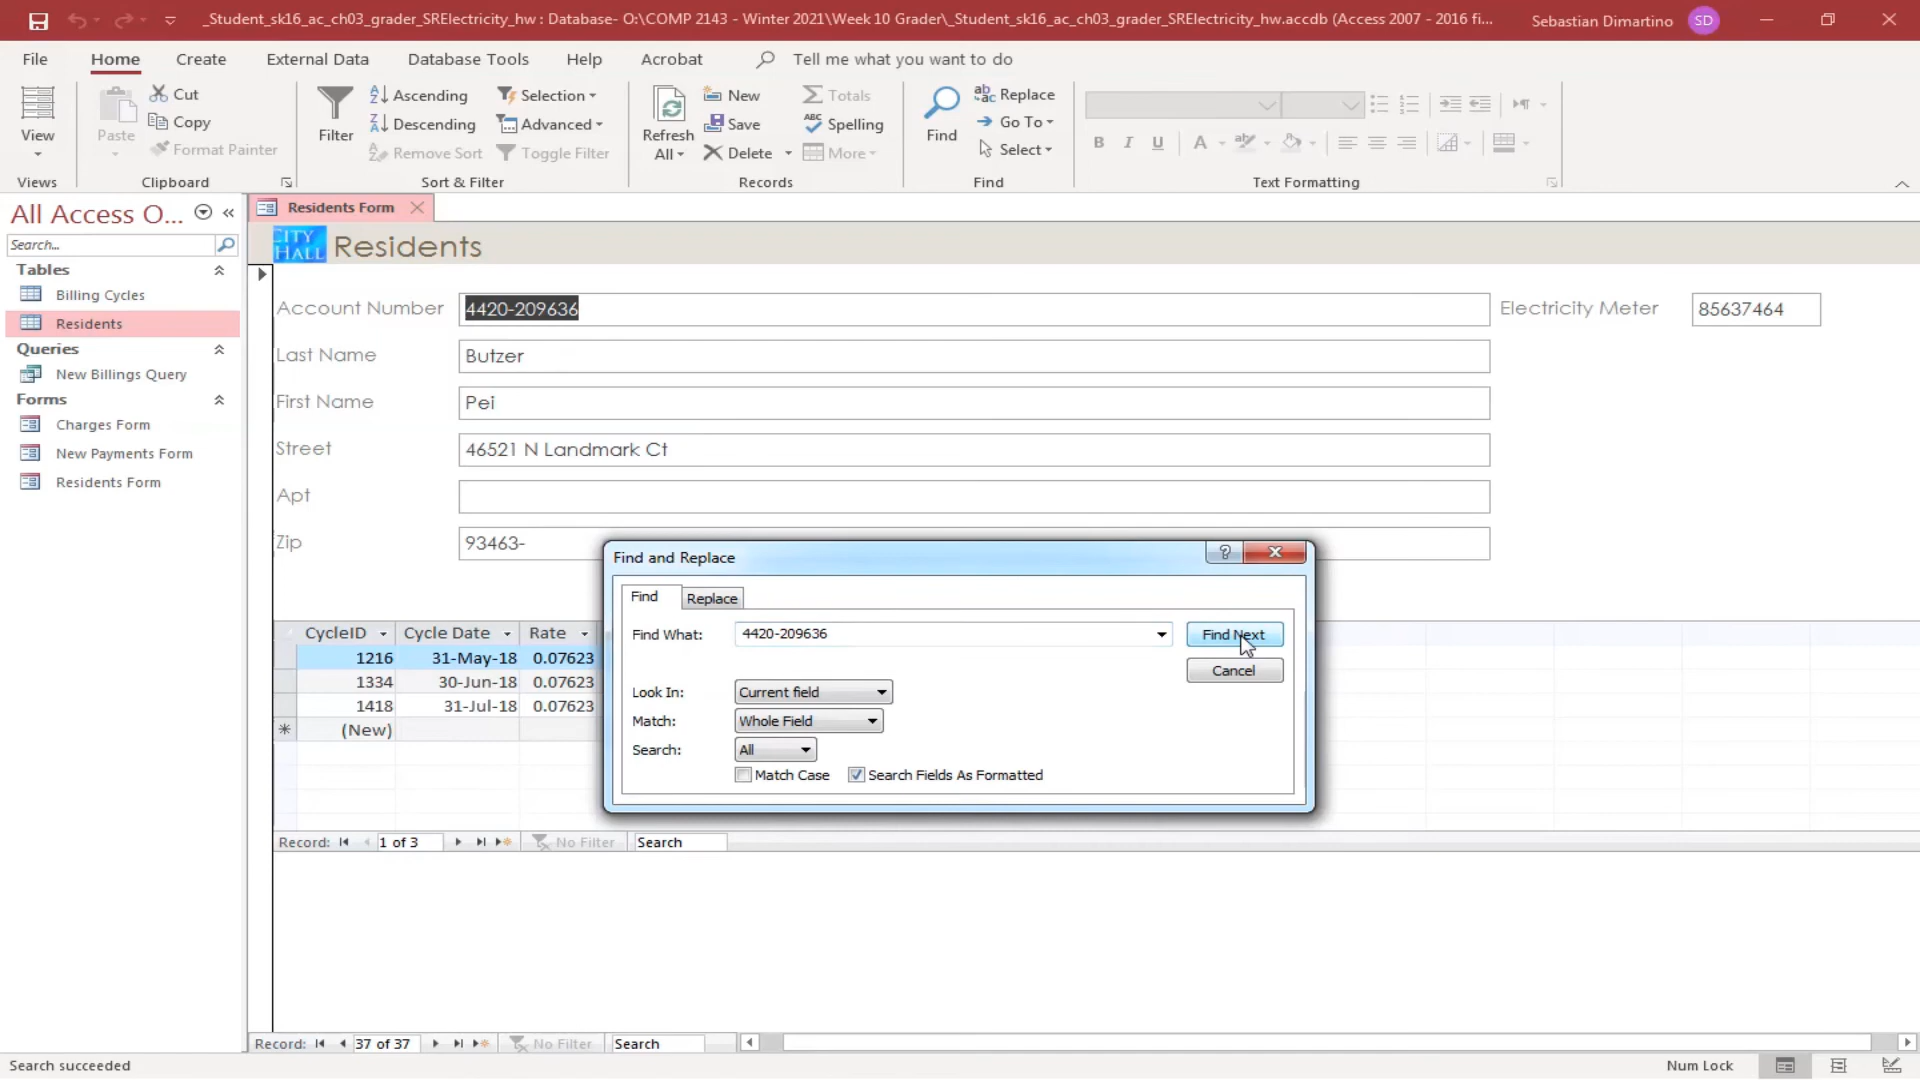 _Student_sk16_ac_ch03_grader_SRElectricity_hw : Database- O:\COMP 2143 - Winter 2021\Week 10 Grader\_Student_sk16_ac_ch03_grader_SRElectricity_hw.accdb (Access 2007 - 2016 fi...
Sebastian Dimartino SD
File Home Create External Data Database Tools Help Acrobat Tell me what you want to do
View
Views
Paste
Cut
Copy
Format Painter
Clipboard
Filter
Ascending
Descending
Remove Sort
Selection
Advanced
Toggle Filter
Sort & Filter
Refresh
All
New
Save
Delete
Totals
Spelling
More
Records
Find
Replace
Go To
Select
Find
B I U A
Text Formatting
All Access O...
Search...
Tables
Billing Cycles
Residents
Queries
New Billings Query
Forms
Charges Form
New Payments Form
Residents Form
Residents Form
CITY
HALL
Residents
Account Number 4420-209636 Electricity Meter 85637464
Last Name Butzer
First Name Pei
Street 46521 N Landmark Ct
Apt
Zip 93463-
CycleID Cycle Date Rate
1216 31-May-18 0.07623
1334 30-Jun-18 0.07623
1418 31-Jul-18 0.07623
(New)
Record: 1 of 3 No Filter Search
Find and Replace
Find Replace
Find What: 4420-209636 Find Next
Cancel
Look In: Current field
Match: Whole Field
Search: All
Match Case Search Fields As Formatted
Record: 37 of 37 No Filter Search
Search succeeded Num Lock